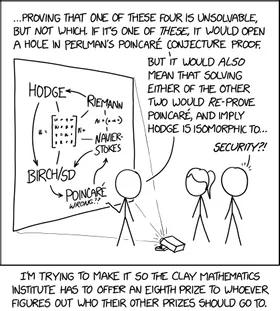 ...PROVING THAT ONE OF THESE FOUR IS UNSOLVABLE,
BUT NOT WHICH. IF IT'S ONE OF THESE, IT WOULD OPEN
A HOLE IN PERLMAN'S POINCARÉ CONJECTURE PROOF.
BUT IT WOULD ALSO
MEAN THAT SOLVING
EITHER OF THE OTHER
TWO WOULD RE-PROVE
POINCARÉ, AND IMPLY
HODGE IS ISOMORPHIC TO...
SECURITY?!
HODGE
RIEMANN
NAVIER-
STOKES
BIRCH/SD
POINCARÉ
WRONG??
I'M TRYING TO MAKE IT SO THE CLAY MATHEMATICS
INSTITUTE HAS TO OFFER AN EIGHTH PRIZE TO WHOEVER
FIGURES OUT WHO THEIR OTHER PRIZES SHOULD GO TO.